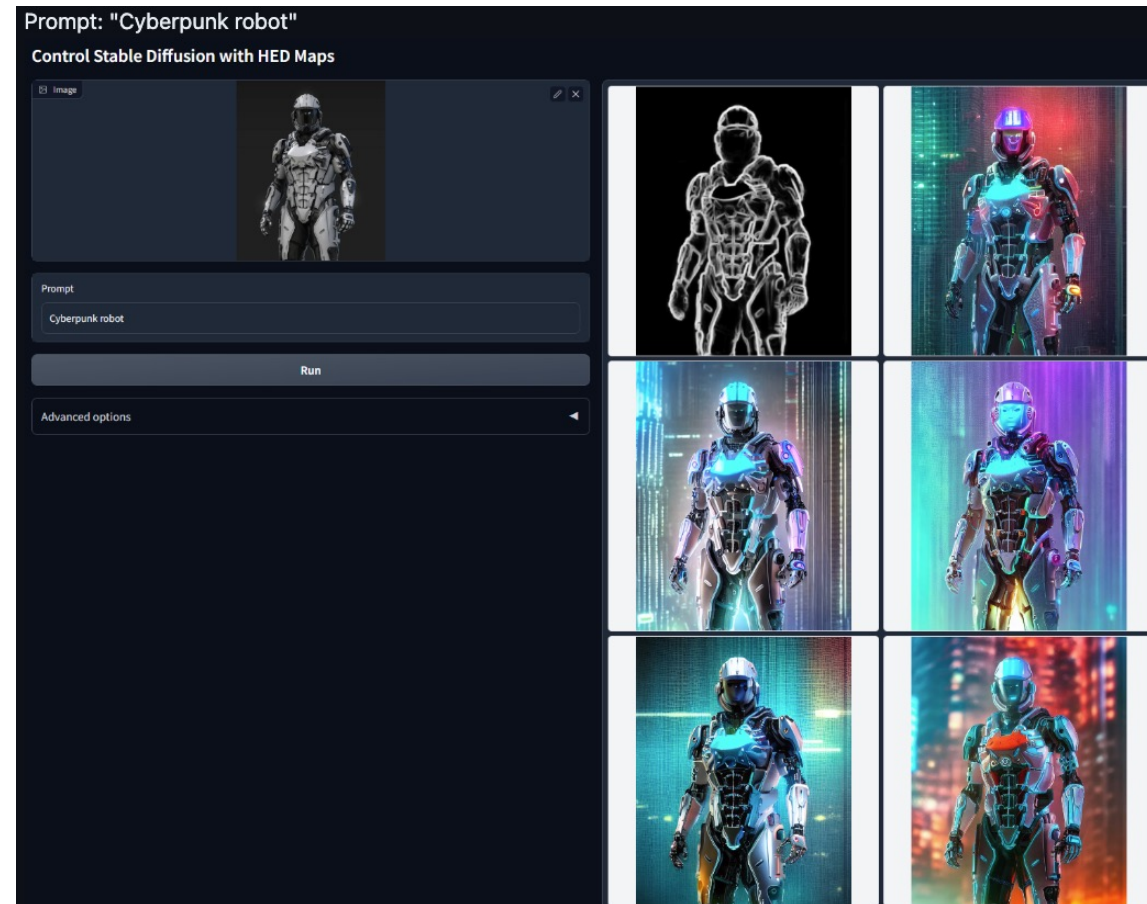 Prompt: "Cyberpunk robot"
Control Stable Diffusion with HED Maps
Image
Prompt
Cyberpunk robot
Run
Advanced options